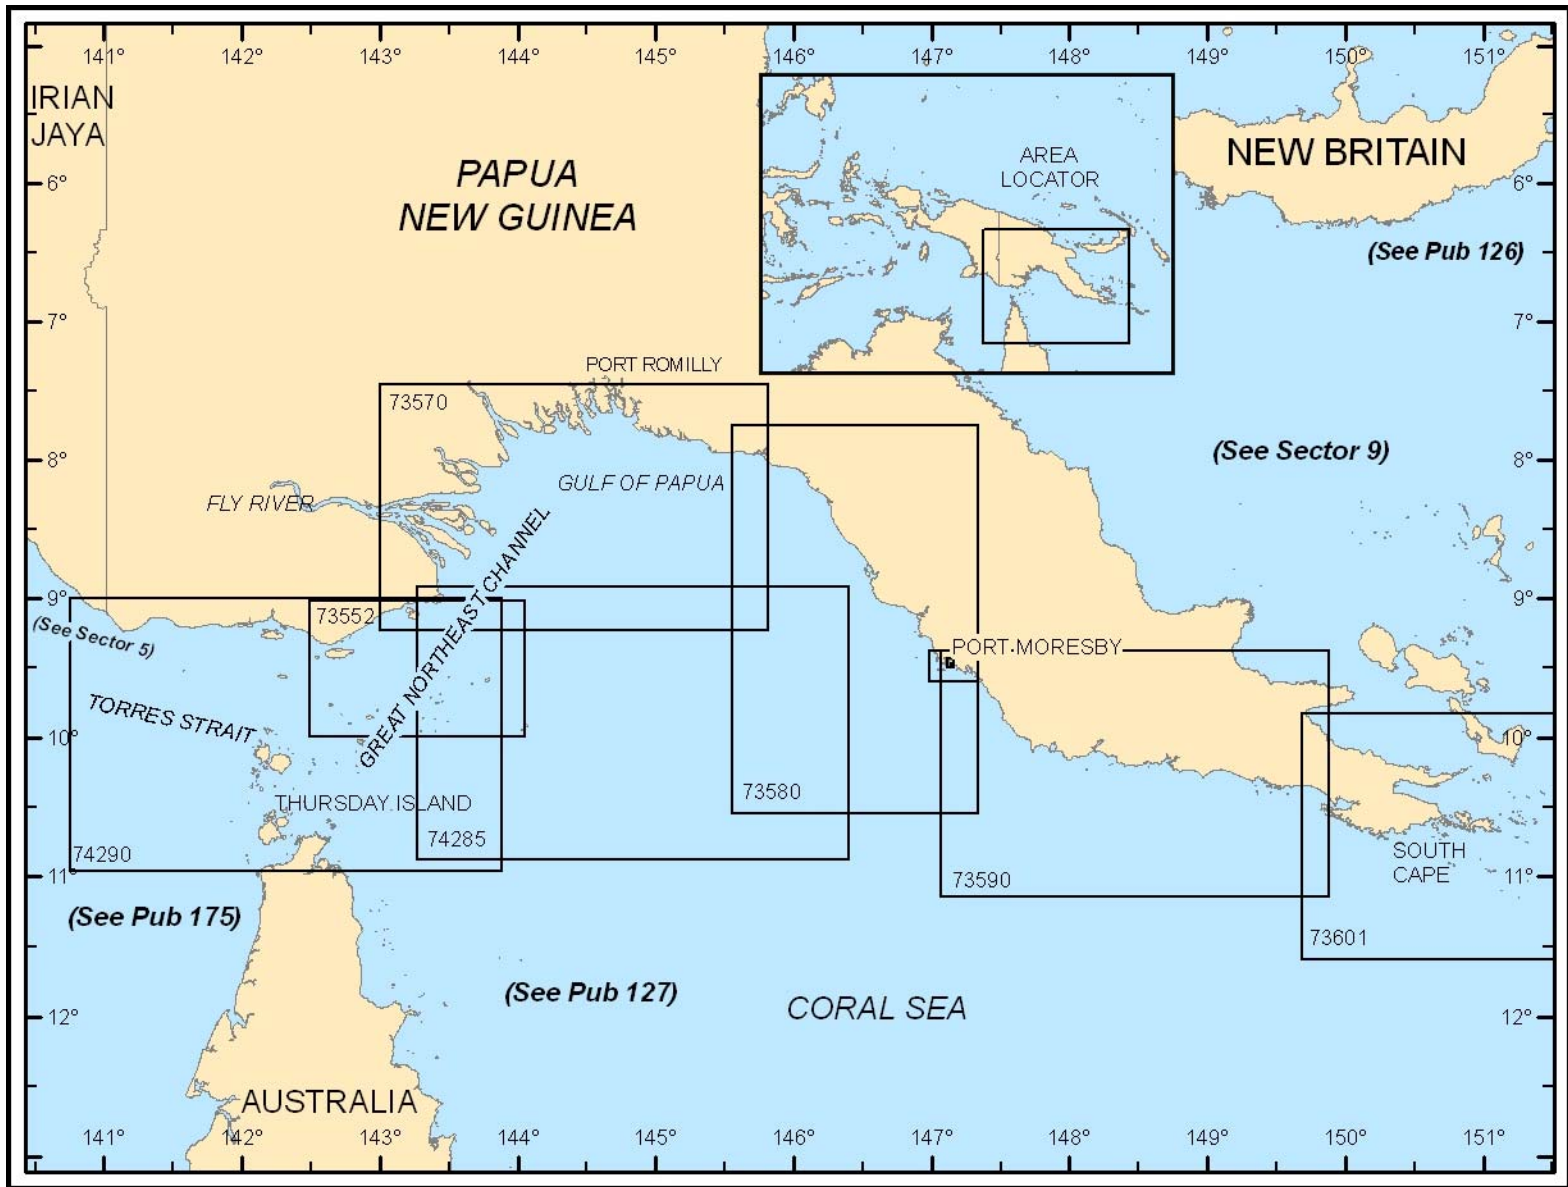 141° 142° 143° 144° 145° 146° 147° 148° 149° 150° 151°
IRIAN
JAYA
PAPUA
NEW GUINEA
AREA
LOCATOR
NEW BRITAIN
6° 6°
(See Pub 126)
7° 7°
PORT ROMILLY
73570
(See Sector 9)
8° 8°
GULF OF PAPUA
FLY RIVER
GREAT NORTHEAST CHANNEL
9° 9°
73552
(See Sector 5)
PORT MORESBY
TORRES STRAIT
10° 10°
73580
THURSDAY ISLAND
74285
74290
SOUTH
CAPE
73590
11° 11°
(See Pub 175)
73601
(See Pub 127)
CORAL SEA
12° 12°
AUSTRALIA
141° 142° 143° 144° 145° 146° 147° 148° 149° 150° 151°